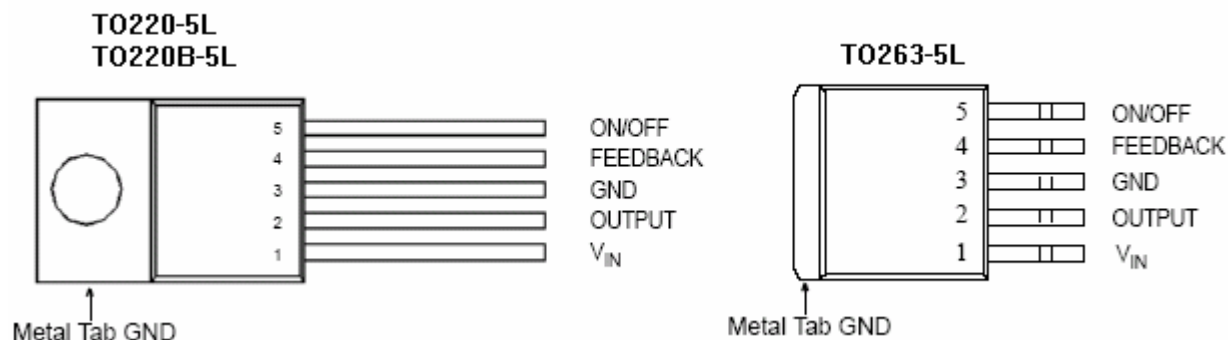 TO220-5L
TO220B-5L
5 ON/OFF
4 FEEDBACK
3 GND
2 OUTPUT
1 VIN
Metal Tab GND
TO263-5L
5 ON/OFF
4 FEEDBACK
3 GND
2 OUTPUT
1 VIN
Metal Tab GND